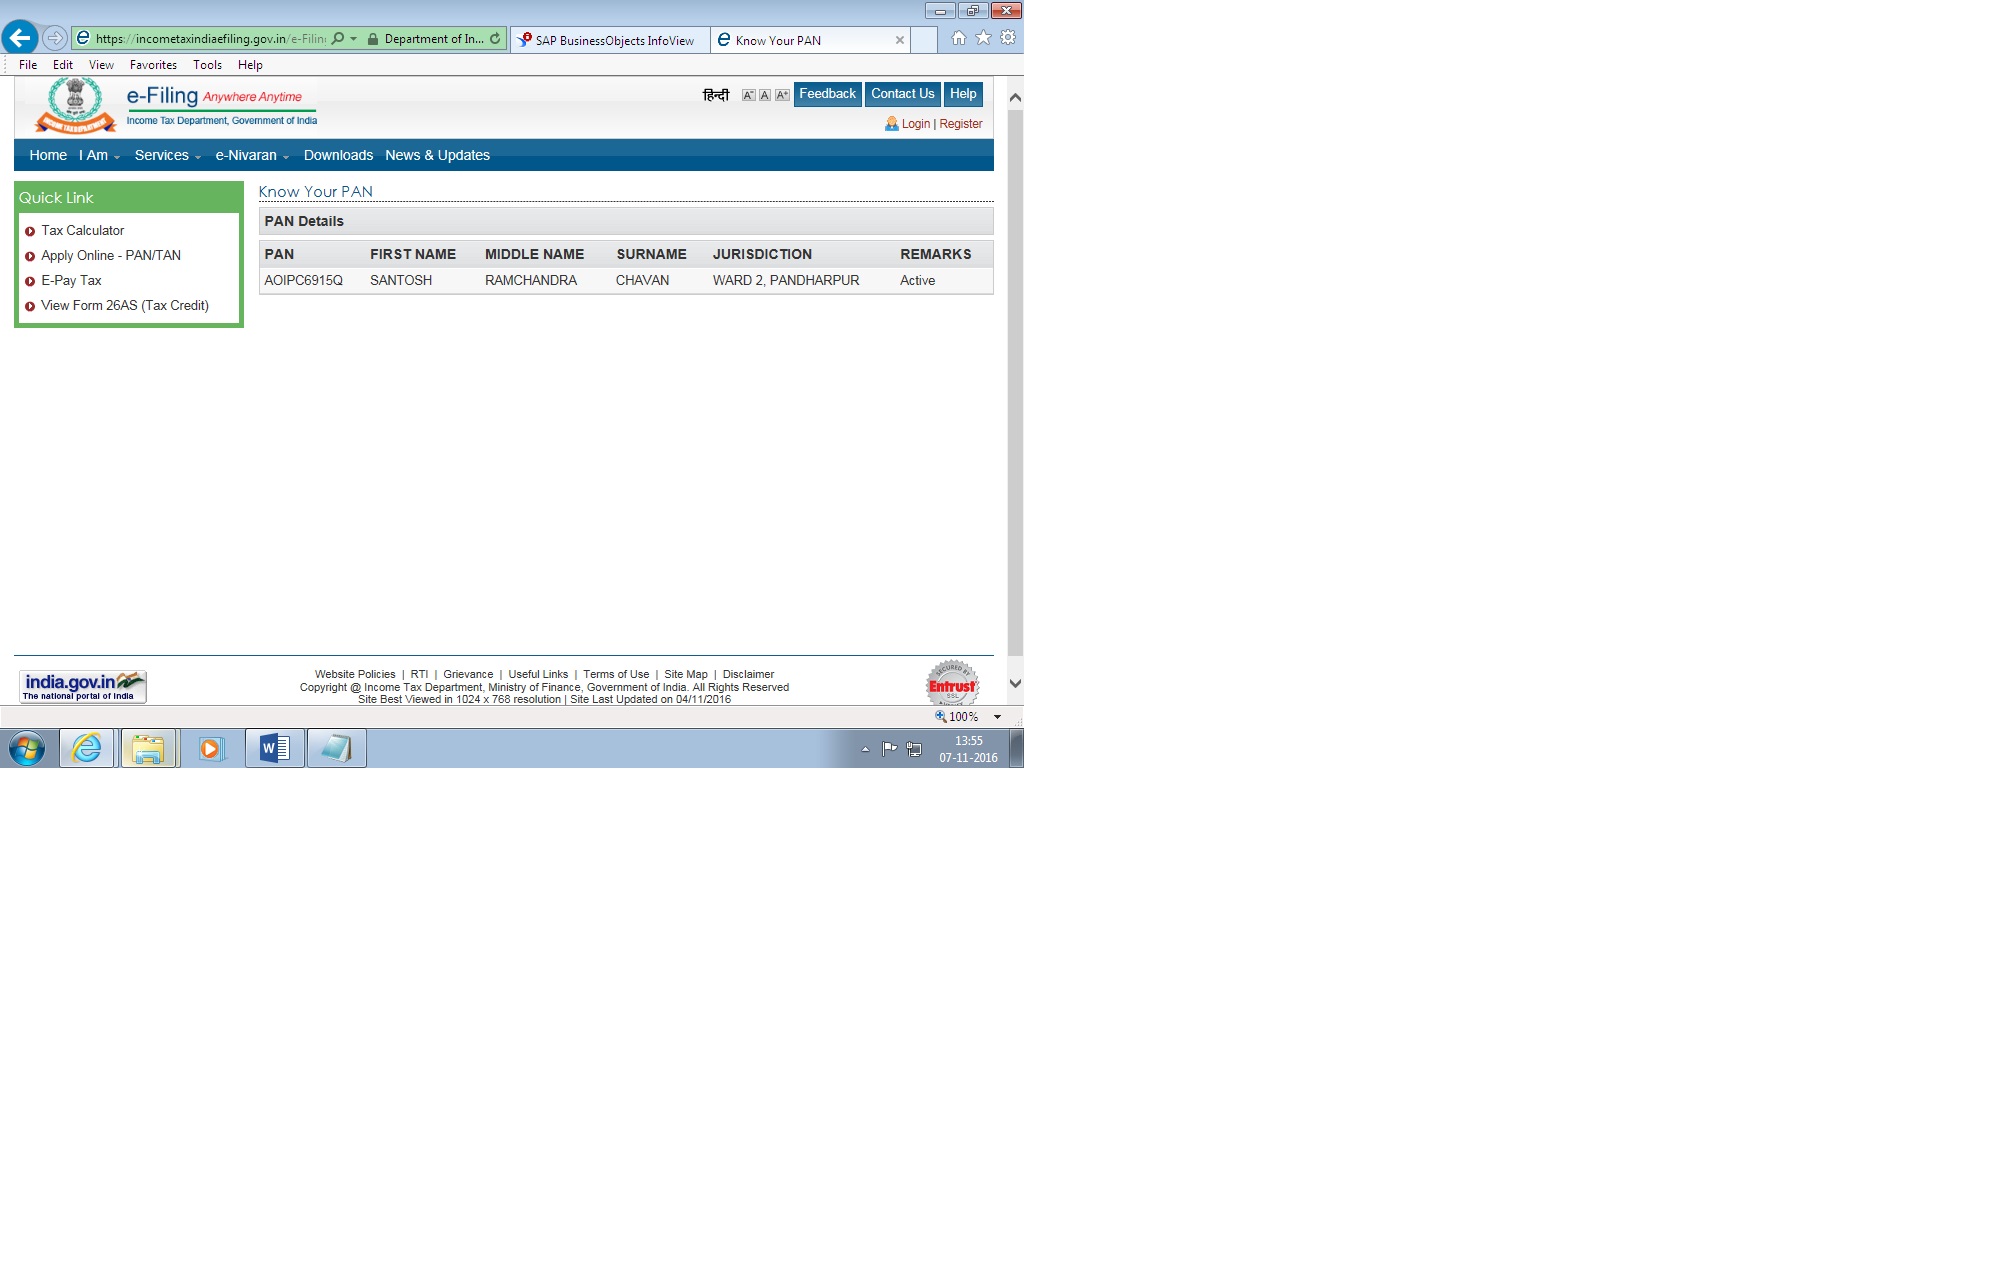 https://incometaxindiaefiling.gov.in/e-Filin Department of In... SAP BusinessObjects InfoView Know Your PAN
File Edit View Favorites Tools Help
e-Filing Anywhere Anytime
Income Tax Department, Government of India
हिन्दी A- A A+ Feedback Contact Us Help
Login | Register
Home I Am Services e-Nivaran Downloads News & Updates
Quick Link
Tax Calculator
Apply Online - PAN/TAN
E-Pay Tax
View Form 26AS (Tax Credit)
Know Your PAN
PAN Details
PAN FIRST NAME MIDDLE NAME SURNAME JURISDICTION REMARKS
AOIPC6915Q SANTOSH RAMCHANDRA CHAVAN WARD 2, PANDHARPUR Active
india.gov.in
The national portal of India
Website Policies | RTI | Grievance | Useful Links | Terms of Use | Site Map | Disclaimer
Copyright @ Income Tax Department, Ministry of Finance, Government of India. All Rights Reserved
Site Best Viewed in 1024 x 768 resolution | Site Last Updated on 04/11/2016
SECURED BY
Entrust
SSL
100%
13:55
07-11-2016